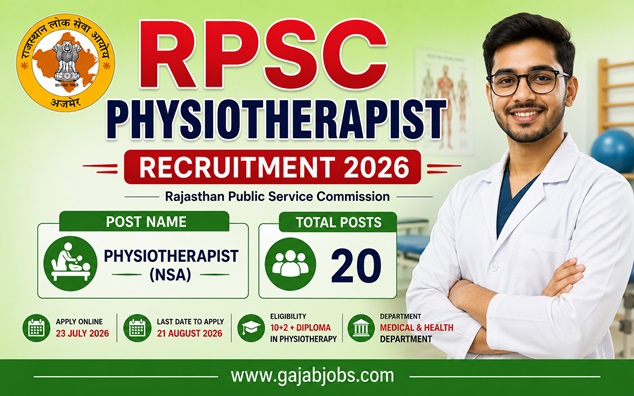 राजस्थान लोक सेवा आयोग
अजमेर
RPSC
PHYSIOTHERAPIST
RECRUITMENT 2026
Rajasthan Public Service Commission
POST NAME
PHYSIOTHERAPIST
(NSA)
TOTAL POSTS
20
APPLY ONLINE
23 JULY 2026
LAST DATE TO APPLY
21 AUGUST 2026
ELIGIBILITY
10+2 + DIPLOMA
IN PHYSIOTHERAPY
DEPARTMENT
MEDICAL & HEALTH
DEPARTMENT
www.gajabjobs.com